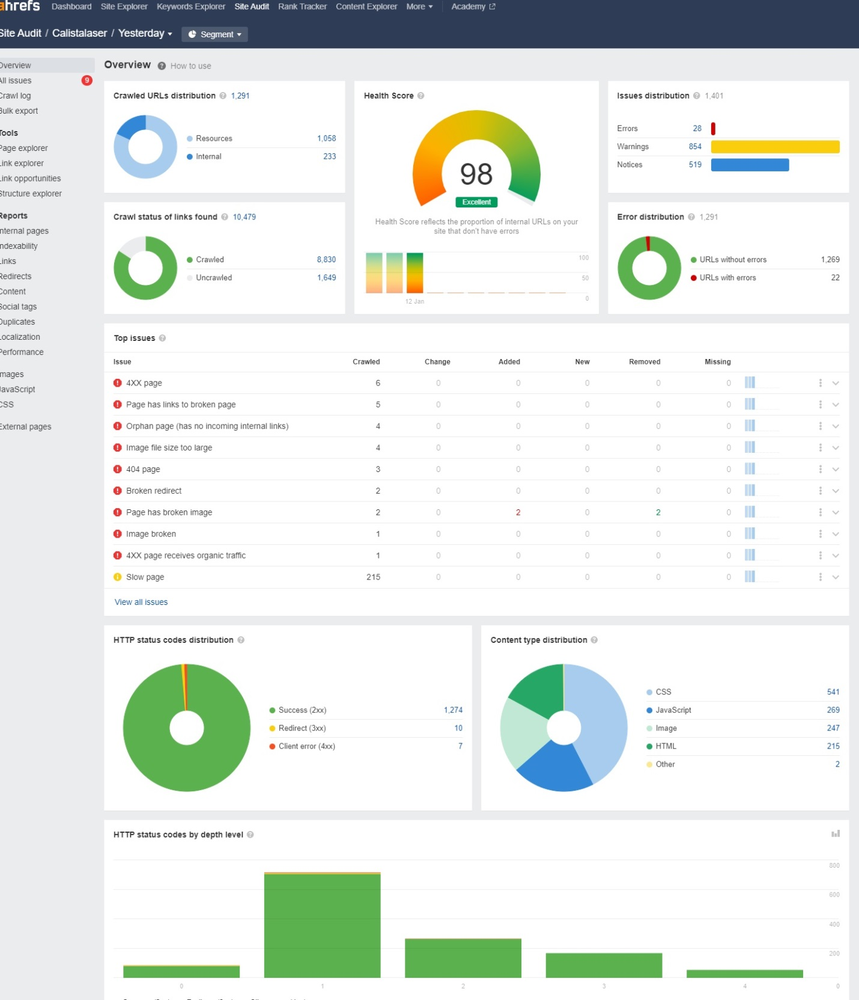 ahrefs Dashboard Site Explorer Keywords Explorer Site Audit Rank Tracker Content Explorer More Academy
Site Audit / Calistalaser / Yesterday Segment
Overview
All issues 9
Crawl log
Bulk export
Tools
Page explorer
Link explorer
Link opportunities
Structure explorer
Reports
Internal pages
Indexability
Links
Redirects
Content
Social tags
Duplicates
Localization
Performance
Images
JavaScript
CSS
External pages
Overview ? How to use
Crawled URLs distribution ? 1,291
Resources 1,058
Internal 233
Health Score ?
98
Excellent
Health Score reflects the proportion of internal URLs on your
site that don't have errors
100
50
0
12 Jan
Issues distribution ? 1,401
Errors 28
Warnings 854
Notices 519
Crawl status of links found ? 10,479
Crawled 8,830
Uncrawled 1,649
Error distribution ? 1,291
URLs without errors 1,269
URLs with errors 22
Top issues ?
Issue Crawled Change Added New Removed Missing
4XX page 6 0 0 0 0 0
Page has links to broken page 5 0 0 0 0 0
Orphan page (has no incoming internal links) 4 0 0 0 0 0
Image file size too large 4 0 0 0 0 0
404 page 3 0 0 0 0 0
Broken redirect 2 0 0 0 0 0
Page has broken image 2 0 2 0 2 0
Image broken 1 0 0 0 0 0
4XX page receives organic traffic 1 0 0 0 0 0
Slow page 215 0 0 0 0 0
View all issues
HTTP status codes distribution ?
Success (2xx) 1,274
Redirect (3xx) 10
Client error (4xx) 7
Content type distribution ?
CSS 541
JavaScript 269
Image 247
HTML 215
Other 2
HTTP status codes by depth level ?
800
600
400
200
0
0 1 2 3 4